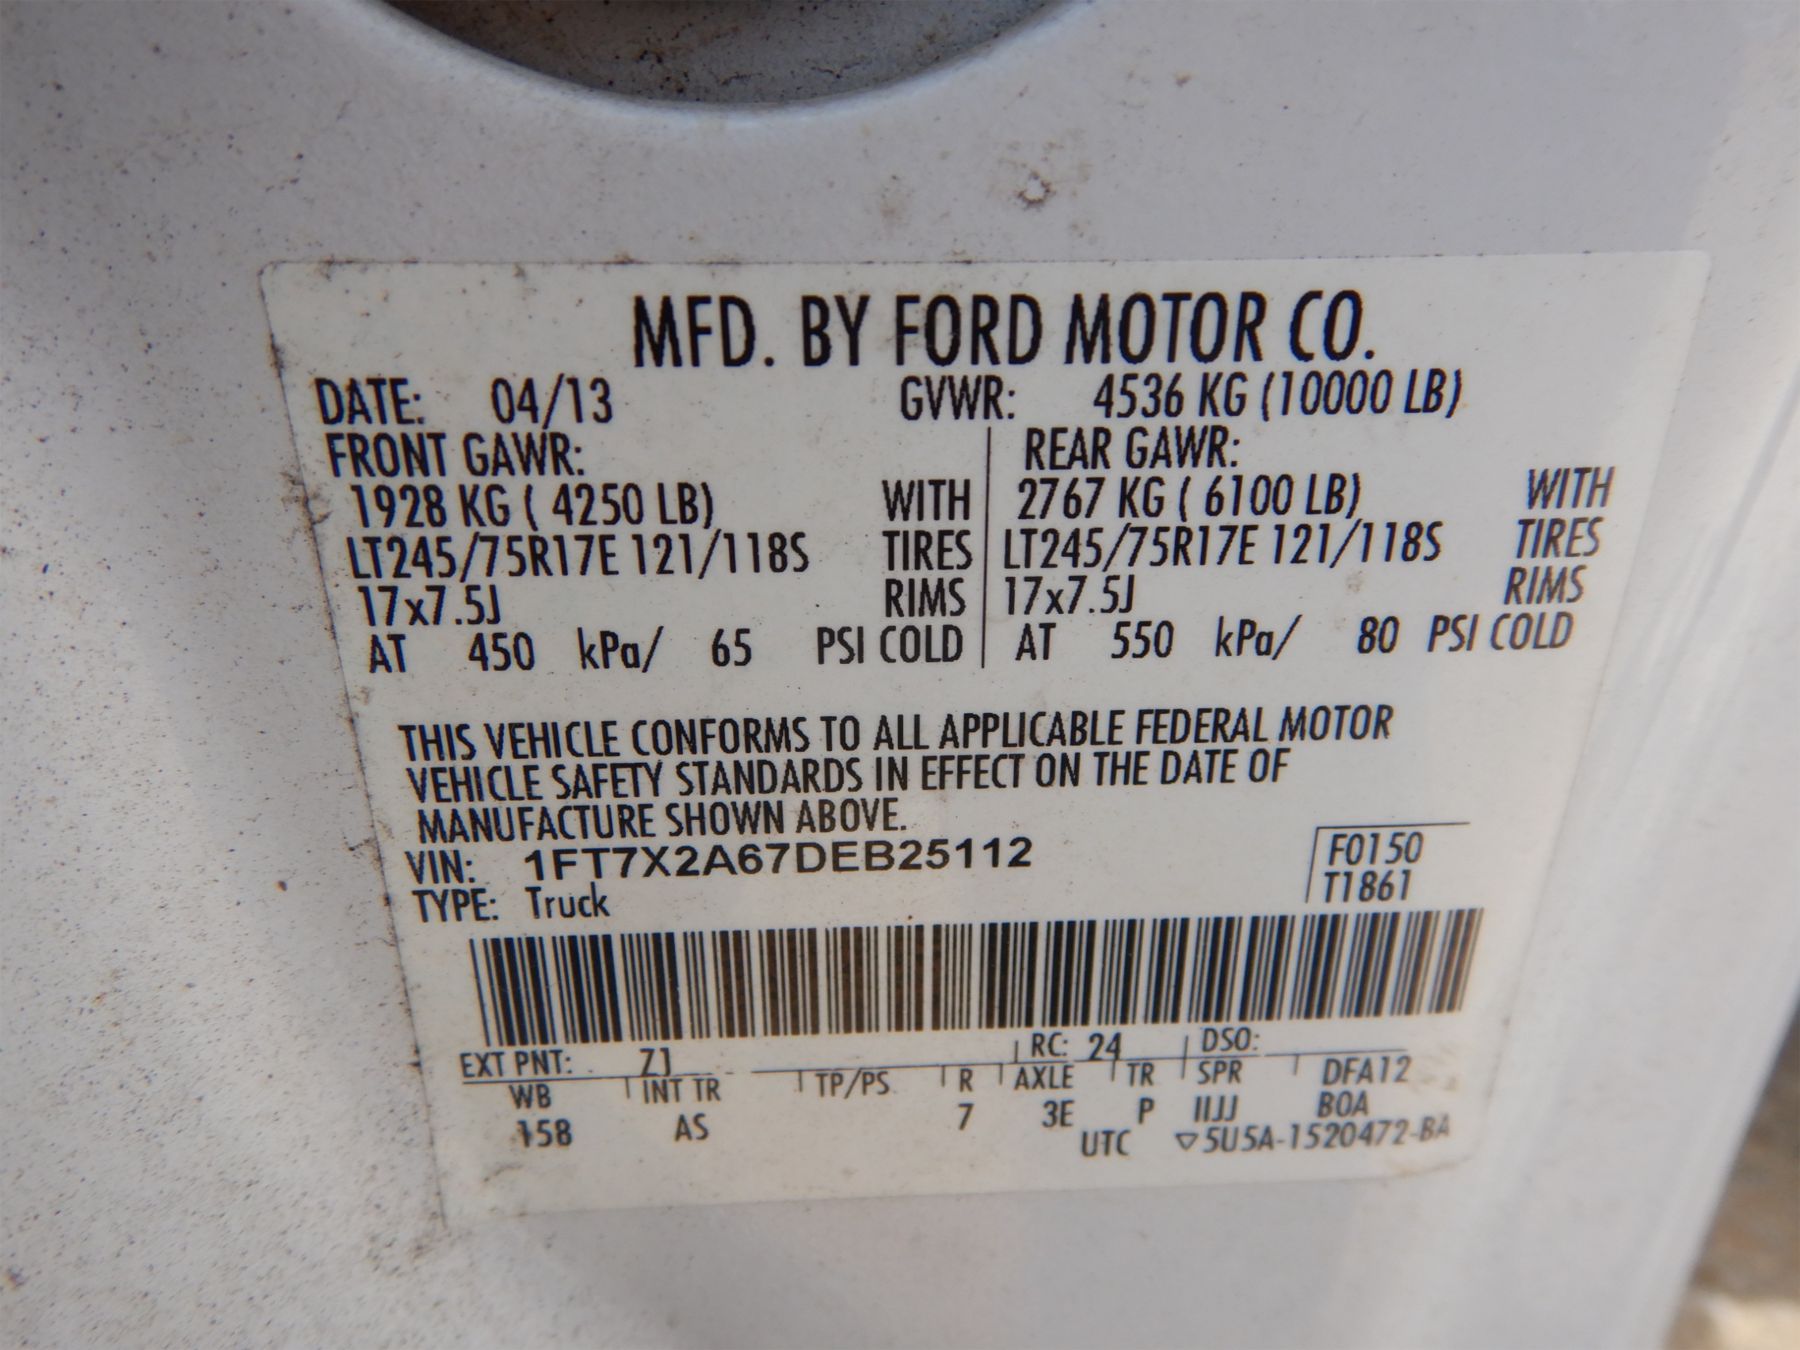 MFD. BY FORD MOTOR CO.
DATE: 04/13 GVWR: 4536 KG (10000 LB)
FRONT GAWR: REAR GAWR:
1928 KG ( 4250 LB) WITH 2767 KG ( 6100 LB) WITH
LT245/75R17E 121/118S TIRES LT245/75R17E 121/118S TIRES
17x7.5J RIMS 17x7.5J RIMS
AT 450 kPa/ 65 PSI COLD AT 550 kPa/ 80 PSI COLD
THIS VEHICLE CONFORMS TO ALL APPLICABLE FEDERAL MOTOR
VEHICLE SAFETY STANDARDS IN EFFECT ON THE DATE OF
MANUFACTURE SHOWN ABOVE.
VIN: 1FT7X2A67DEB25112 F0150
TYPE: Truck T1861
EXT PNT: Z1 RC: 24 DSO:
WB INT TR TP/PS R AXLE TR SPR DFA12
158 AS 7 3E P IIJJ BOA
UTC ▽5U5A-1520472-BA